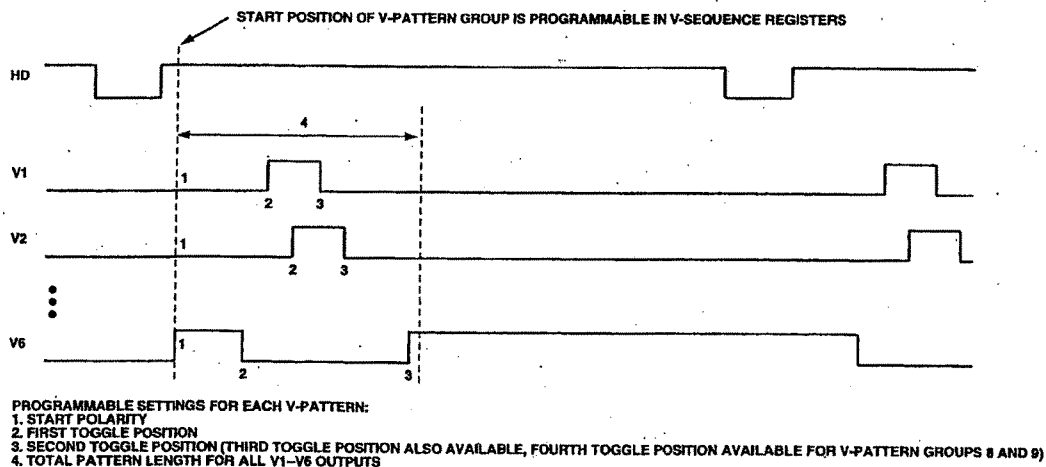 START POSITION OF V-PATTERN GROUP IS PROGRAMMABLE IN V-SEQUENCE REGISTERS
HD
4
V1
1
2
3
V2
1
2
3
V6
1
2
3
PROGRAMMABLE SETTINGS FOR EACH V-PATTERN:
1. START POLARITY
2. FIRST TOGGLE POSITION
3. SECOND TOGGLE POSITION (THIRD TOGGLE POSITION ALSO AVAILABLE, FOURTH TOGGLE POSITION AVAILABLE FOR V-PATTERN GROUPS 8 AND 9)
4. TOTAL PATTERN LENGTH FOR ALL V1–V6 OUTPUTS